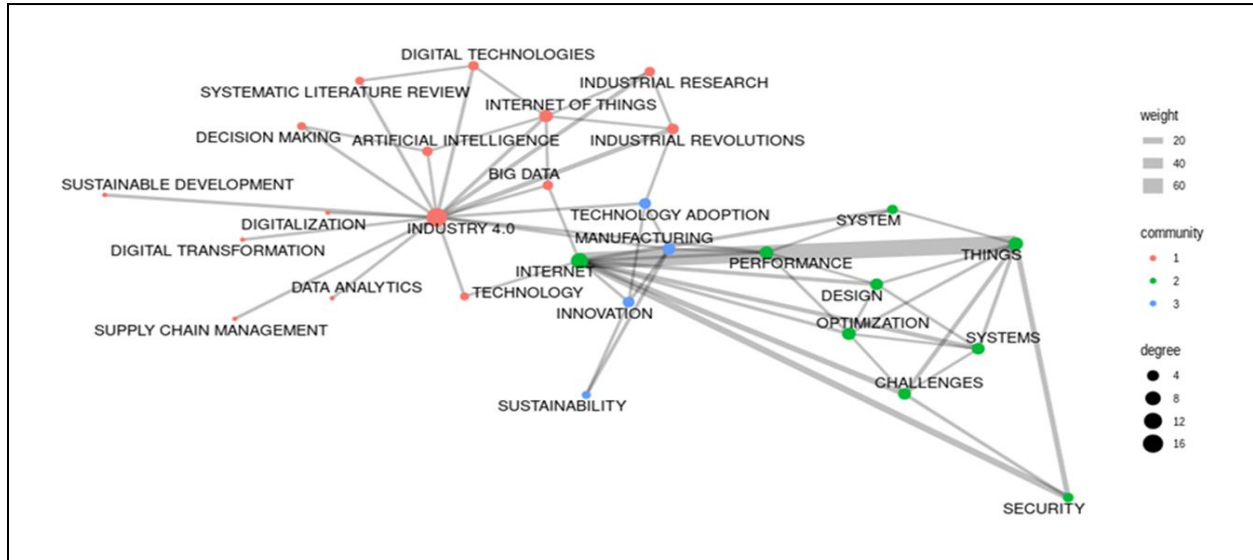 DIGITAL TECHNOLOGIES
INDUSTRIAL RESEARCH
SYSTEMATIC LITERATURE REVIEW
INTERNET OF THINGS
DECISION MAKING
ARTIFICIAL INTELLIGENCE
INDUSTRIAL REVOLUTIONS
BIG DATA
SUSTAINABLE DEVELOPMENT
TECHNOLOGY ADOPTION
DIGITALIZATION
INDUSTRY 4.0
SYSTEM
MANUFACTURING
DIGITAL TRANSFORMATION
THINGS
PERFORMANCE
INTERNET
DATA ANALYTICS
TECHNOLOGY
DESIGN
INNOVATION
OPTIMIZATION
SUPPLY CHAIN MANAGEMENT
SYSTEMS
CHALLENGES
SUSTAINABILITY
SECURITY
weight
20
40
60
community
1
2
3
degree
4
8
12
16